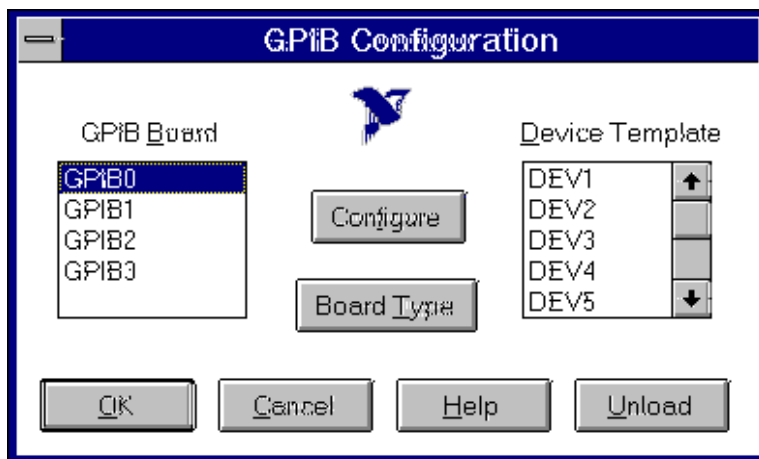 GPIB Configuration
GPIB Board
Device Template
GPIB0
GPIB1
GPIB2
GPIB3
Configure
Board Type
DEV1
DEV2
DEV3
DEV4
DEV5
OK
Cancel
Help
Unload